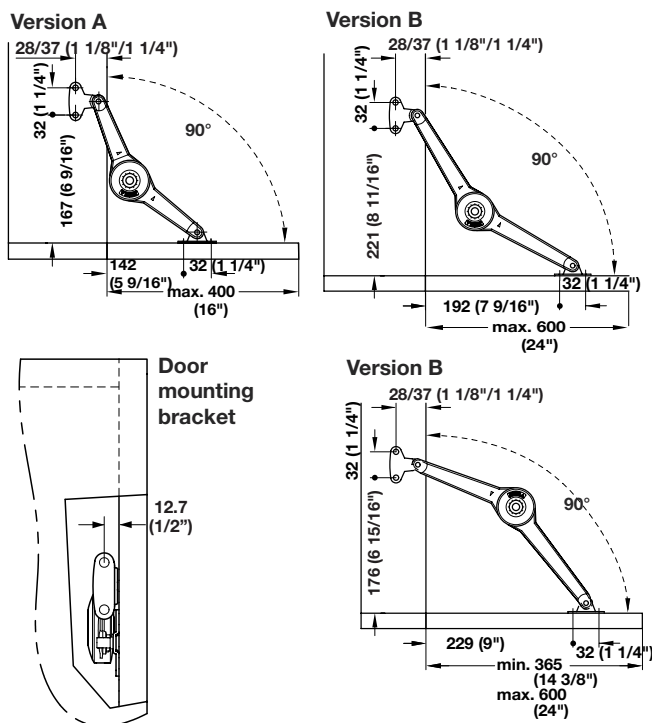 Version A
28/37 (1 1/8"/1 1/4")
32 (1 1/4")
90°
167 (6 9/16")
142
(5 9/16")
32 (1 1/4")
max. 400
(16")
Version B
28/37 (1 1/8"/1 1/4")
32 (1 1/4")
90°
221 (8 11/16")
32 (1 1/4")
192 (7 9/16")
max. 600
(24")
Door
mounting
bracket
12.7
(1/2”)
Version B
28/37 (1 1/8"/1 1/4")
32 (1 1/4")
90°
176 (6 15/16")
229 (9")
32 (1 1/4")
min. 365
(14 3/8")
max. 600
(24")